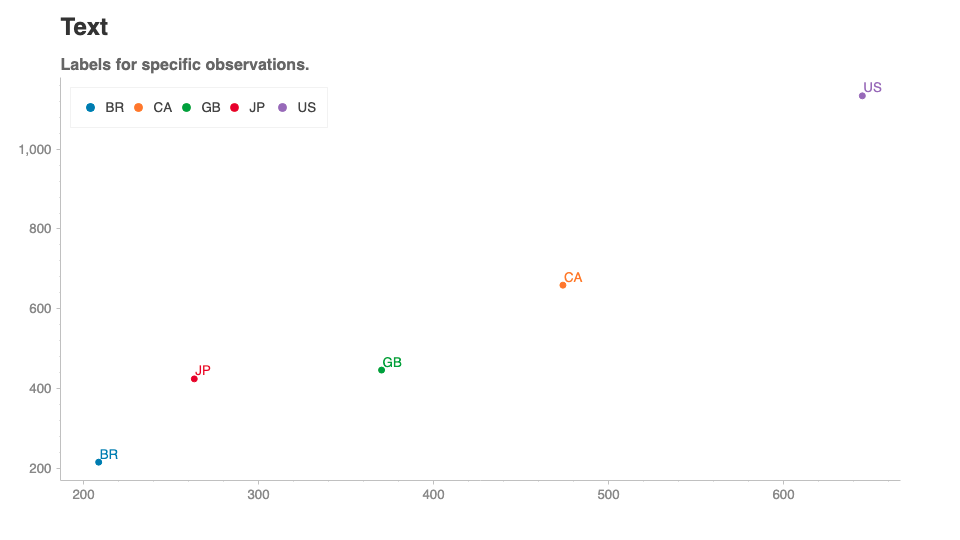 Text
Labels for specific observations.
BR CA GB JP US
US
1,000
800
CA
600
GB
JP
400
BR
200
200 300 400 500 600